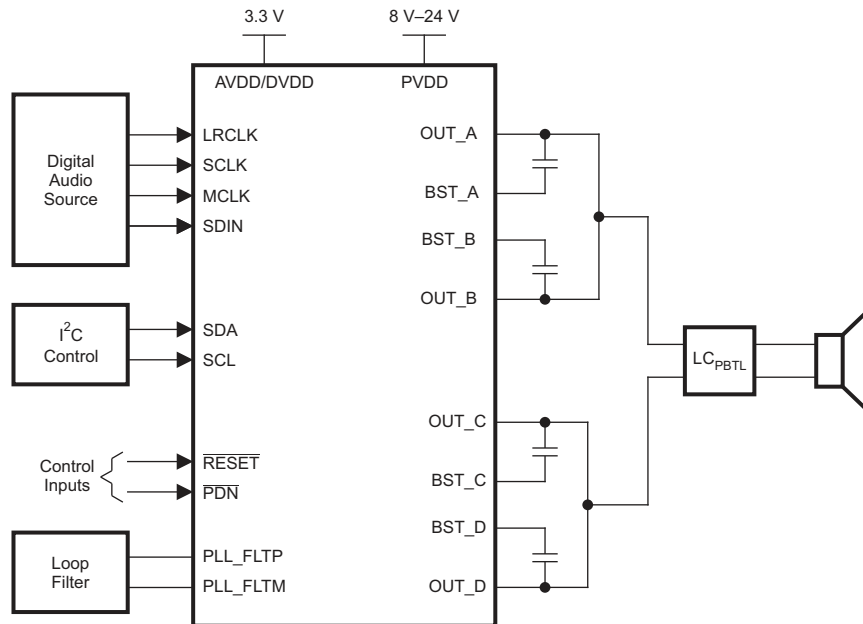 3.3 V
8 V–24 V
AVDD/DVDD
PVDD
Digital
Audio
Source
LRCLK
SCLK
MCLK
SDIN
I²C
Control
SDA
SCL
Control
Inputs
RESET
PDN
Loop
Filter
PLL_FLTP
PLL_FLTM
OUT_A
BST_A
BST_B
OUT_B
OUT_C
BST_C
BST_D
OUT_D
LCPBTL